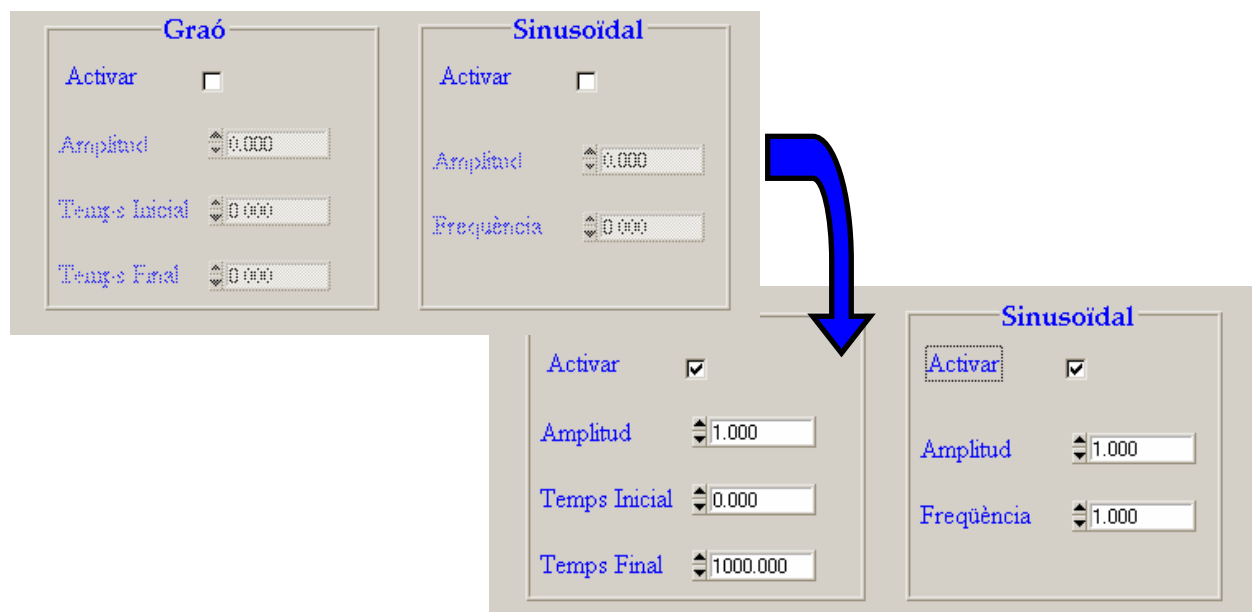 Graó
Activar
Amplitud 0.000
Temps Inicial 0.000
Temps Final 0.000
Sinusoïdal
Activar
Amplitud 0.000
Freqüència 0.000
Activar
Amplitud 1.000
Temps Inicial 0.000
Temps Final 1000.000
Sinusoïdal
Activar
Amplitud 1.000
Freqüència 1.000